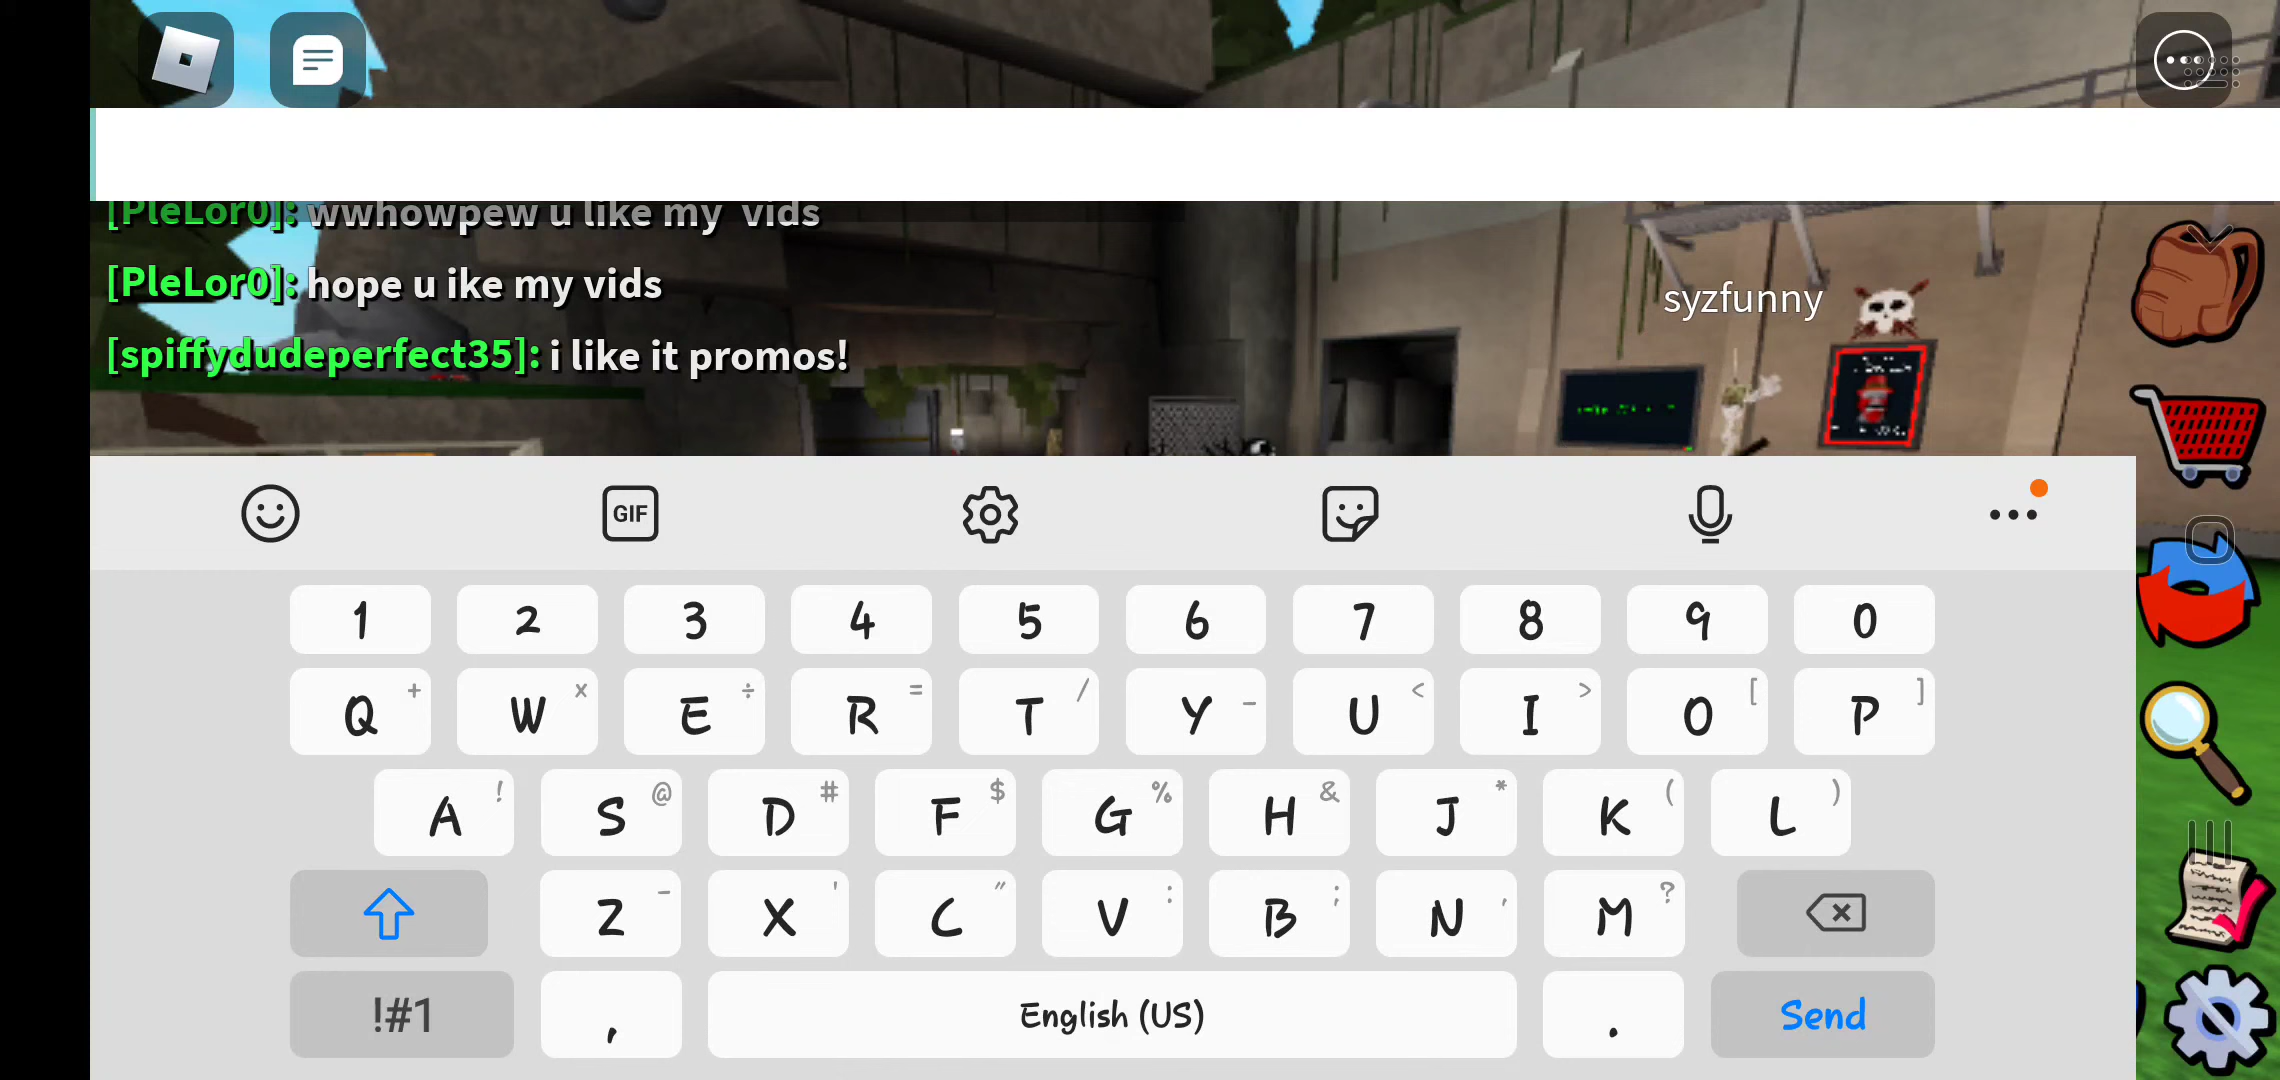 [PleLor0]: wwhowpew u like my  vids
[PleLor0]: hope u ike my vids
syzfunny
[spiffydudeperfect35]: i like it promos!
GIF
1 2 3 4 5 6 7 8 9 0
Q + W × E ÷ R = T / Y - U < I > O [ P ]
A ! S @ D # F $ G % H & J * K ( L )
Z - X ' C " V : B ; N , M ?
!#1 , English (US) . Send